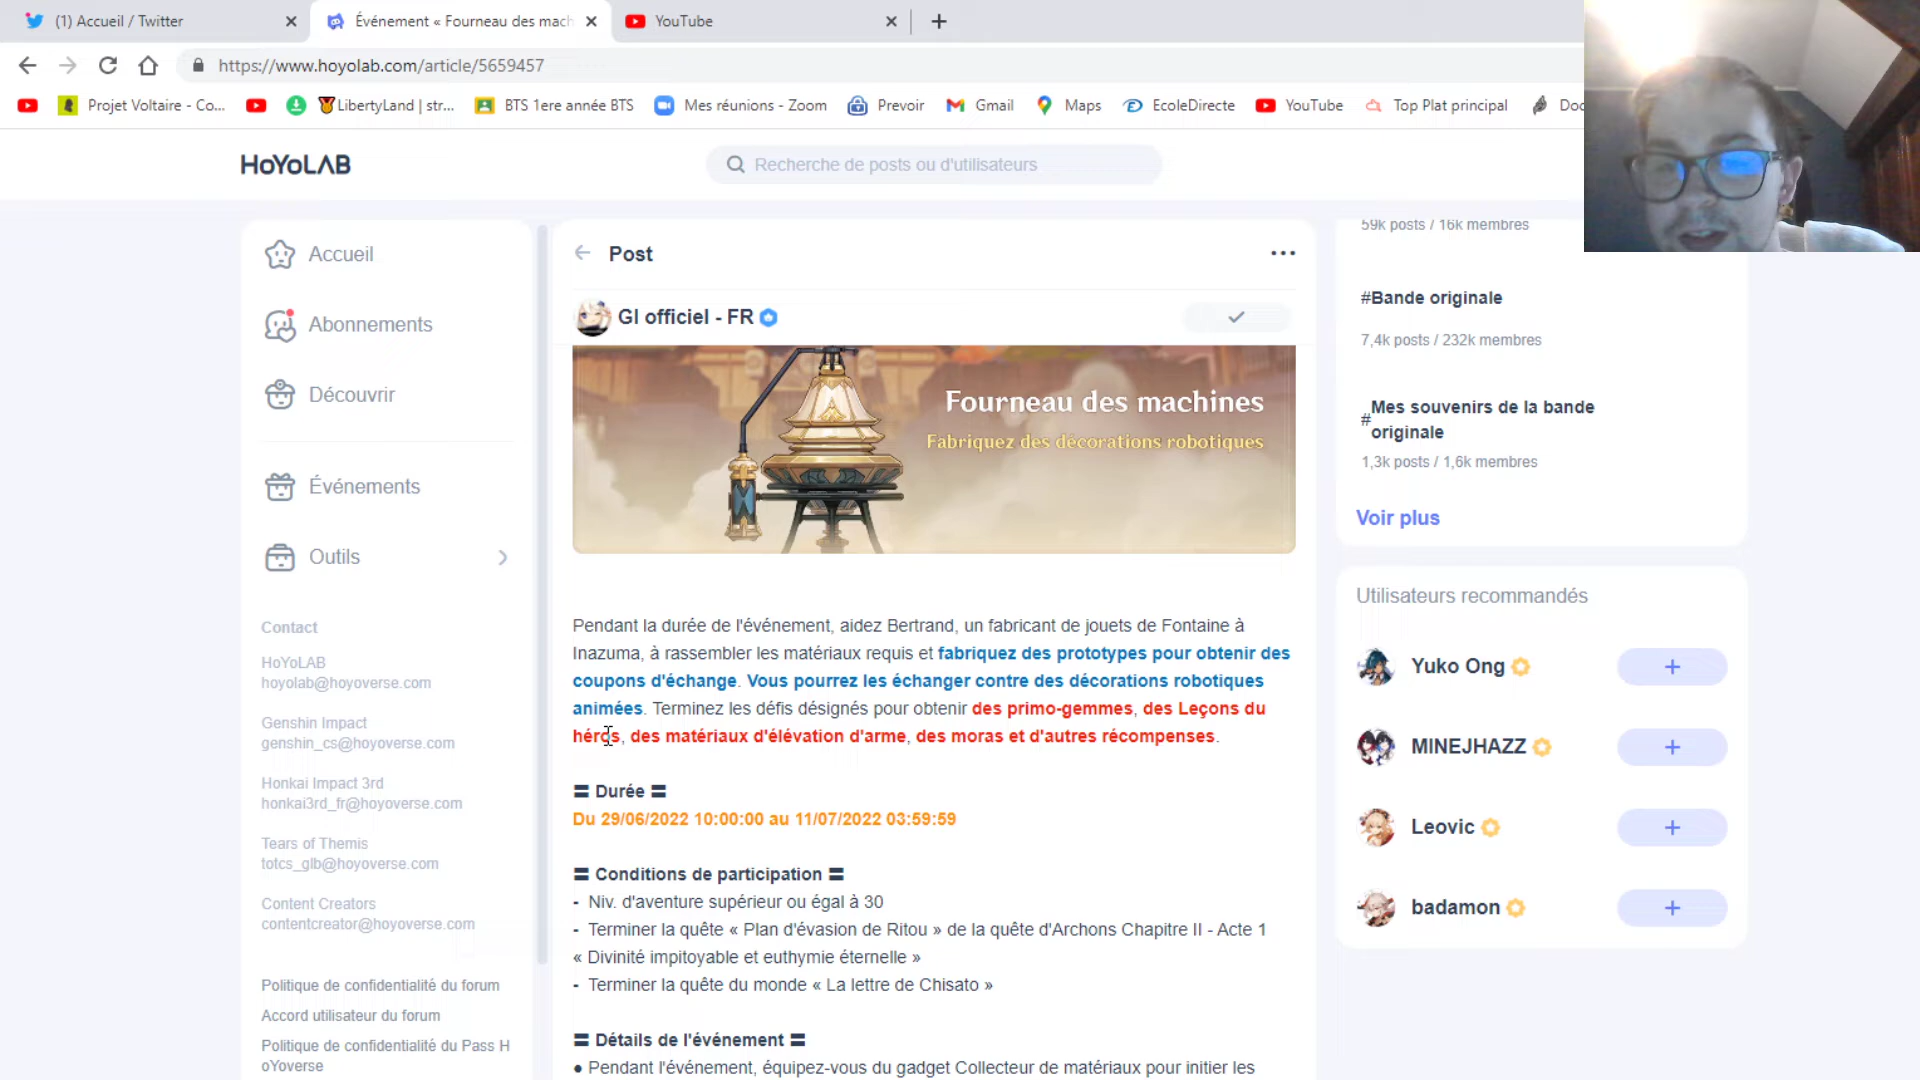 (1) Accueil / Twitter
Événement « Fourneau des mach
YouTube
https://www.hoyolab.com/article/5659457
Projet Voltaire - Co...
LibertyLand | str...
BTS 1ere année BTS
Mes réunions - Zoom
Prevoir
Gmail
Maps
EcoleDirecte
YouTube
Top Plat principal
Doc
HoYoLAB
Recherche de posts ou d'utilisateurs
Accueil
Abonnements
Découvrir
Événements
Outils
Contact
HoYoLAB
hoyolab@hoyoverse.com
Genshin Impact
genshin_cs@hoyoverse.com
Honkai Impact 3rd
honkai3rd_fr@hoyoverse.com
Tears of Themis
totcs_glb@hoyoverse.com
Content Creators
contentcreator@hoyoverse.com
Politique de confidentialité du forum
Accord utilisateur du forum
Politique de confidentialité du Pass H
oYoverse
Post
GI officiel - FR
Fourneau des machines
Fabriquez des décorations robotiques
Pendant la durée de l'événement, aidez Bertrand, un fabricant de jouets de Fontaine à
Inazuma, à rassembler les matériaux requis et fabriquez des prototypes pour obtenir des
coupons d'échange. Vous pourrez les échanger contre des décorations robotiques
animées. Terminez les défis désignés pour obtenir des primo-gemmes, des Leçons du
héros, des matériaux d'élévation d'arme, des moras et d'autres récompenses.
〓 Durée 〓
Du 29/06/2022 10:00:00 au 11/07/2022 03:59:59
〓 Conditions de participation 〓
- Niv. d'aventure supérieur ou égal à 30
- Terminer la quête « Plan d'évasion de Ritou » de la quête d'Archons Chapitre II - Acte 1
« Divinité impitoyable et euthymie éternelle »
- Terminer la quête du monde « La lettre de Chisato »
〓 Détails de l'événement 〓
● Pendant l'événement, équipez-vous du gadget Collecteur de matériaux pour initier les
59k posts / 16k membres
#Bande originale
7,4k posts / 232k membres
#Mes souvenirs de la bande
originale
1,3k posts / 1,6k membres
Voir plus
Utilisateurs recommandés
Yuko Ong
MINEJHAZZ
Leovic
badamon